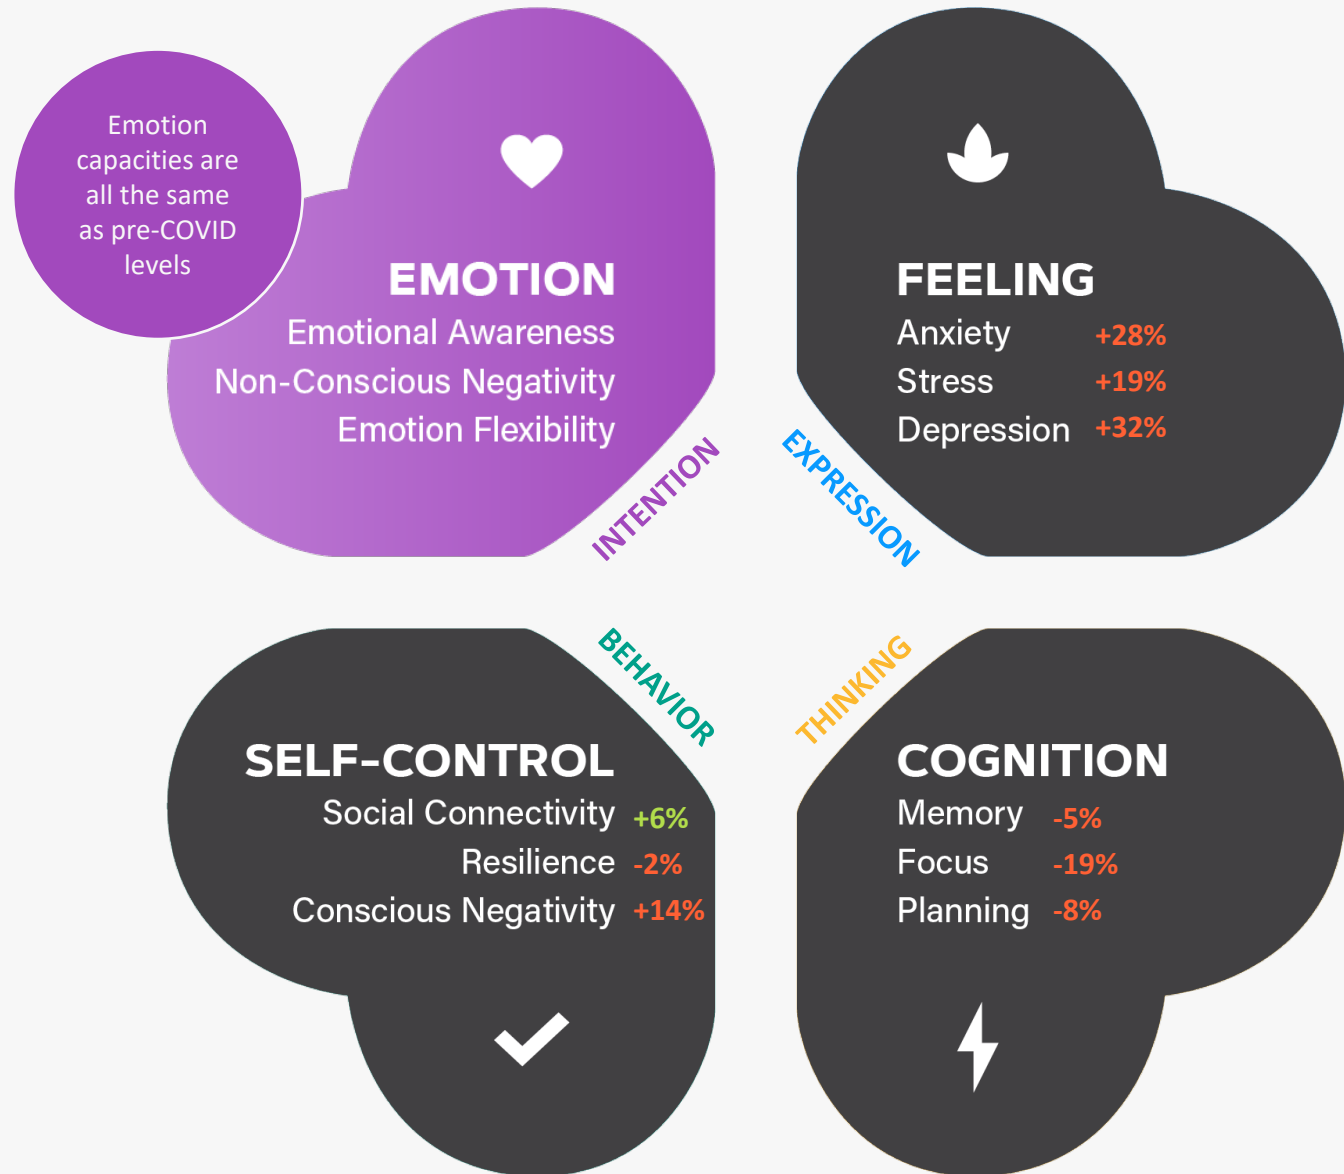 Emotion
capacities are
all the same
as pre-COVID
levels
EMOTION
Emotional Awareness
Non-Conscious Negativity
Emotion Flexibility
INTENTION
FEELING
Anxiety +28%
Stress +19%
Depression +32%
EXPRESSION
BEHAVIOR
SELF-CONTROL
Social Connectivity +6%
Resilience -2%
Conscious Negativity +14%
THINKING
COGNITION
Memory -5%
Focus -19%
Planning -8%